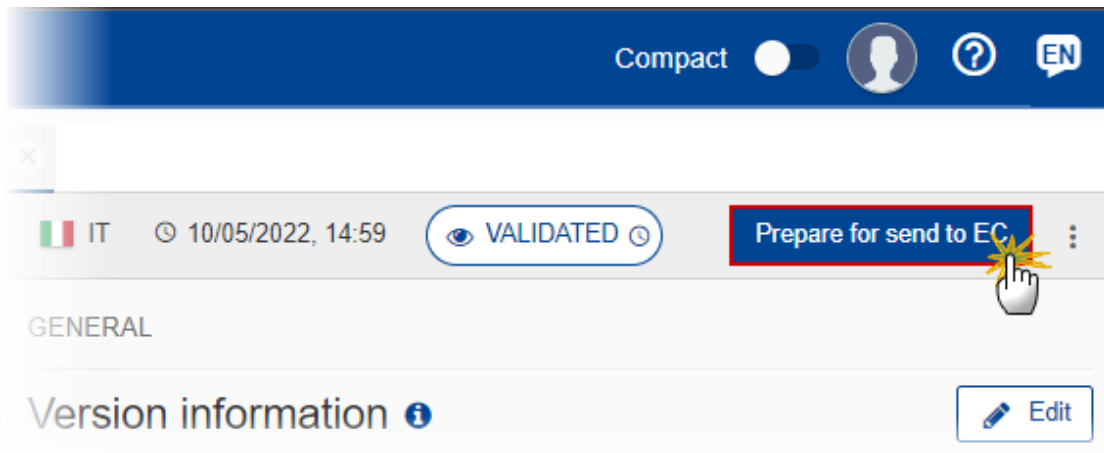 Compact EN
IT 10/05/2022, 14:59 VALIDATED Prepare for send to EC
GENERAL
Version information Edit